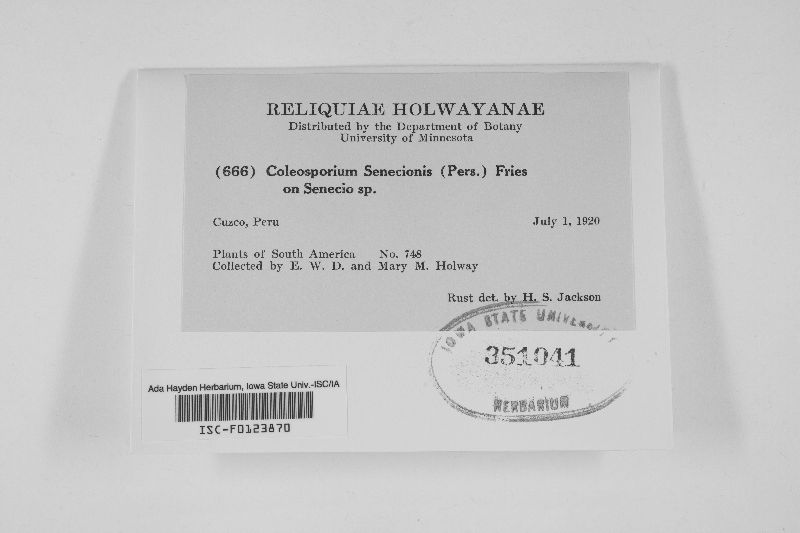 RELIQUIAE HOLWAYANAE
Distributed by the Department of Botany
University of Minnesota
(666) Coleosporium Senecionis (Pers.) Fries
on Senecio sp.
Cuzco, Peru July 1, 1920
Plants of South America No. 748
Collected by E. W. D. and Mary M. Holway
Rust det. by H. S. Jackson
IOWA STATE UNIVERSITY
351041
HERBARIUM
Ada Hayden Herbarium, Iowa State Univ.-ISC/IA
ISC-F0123870